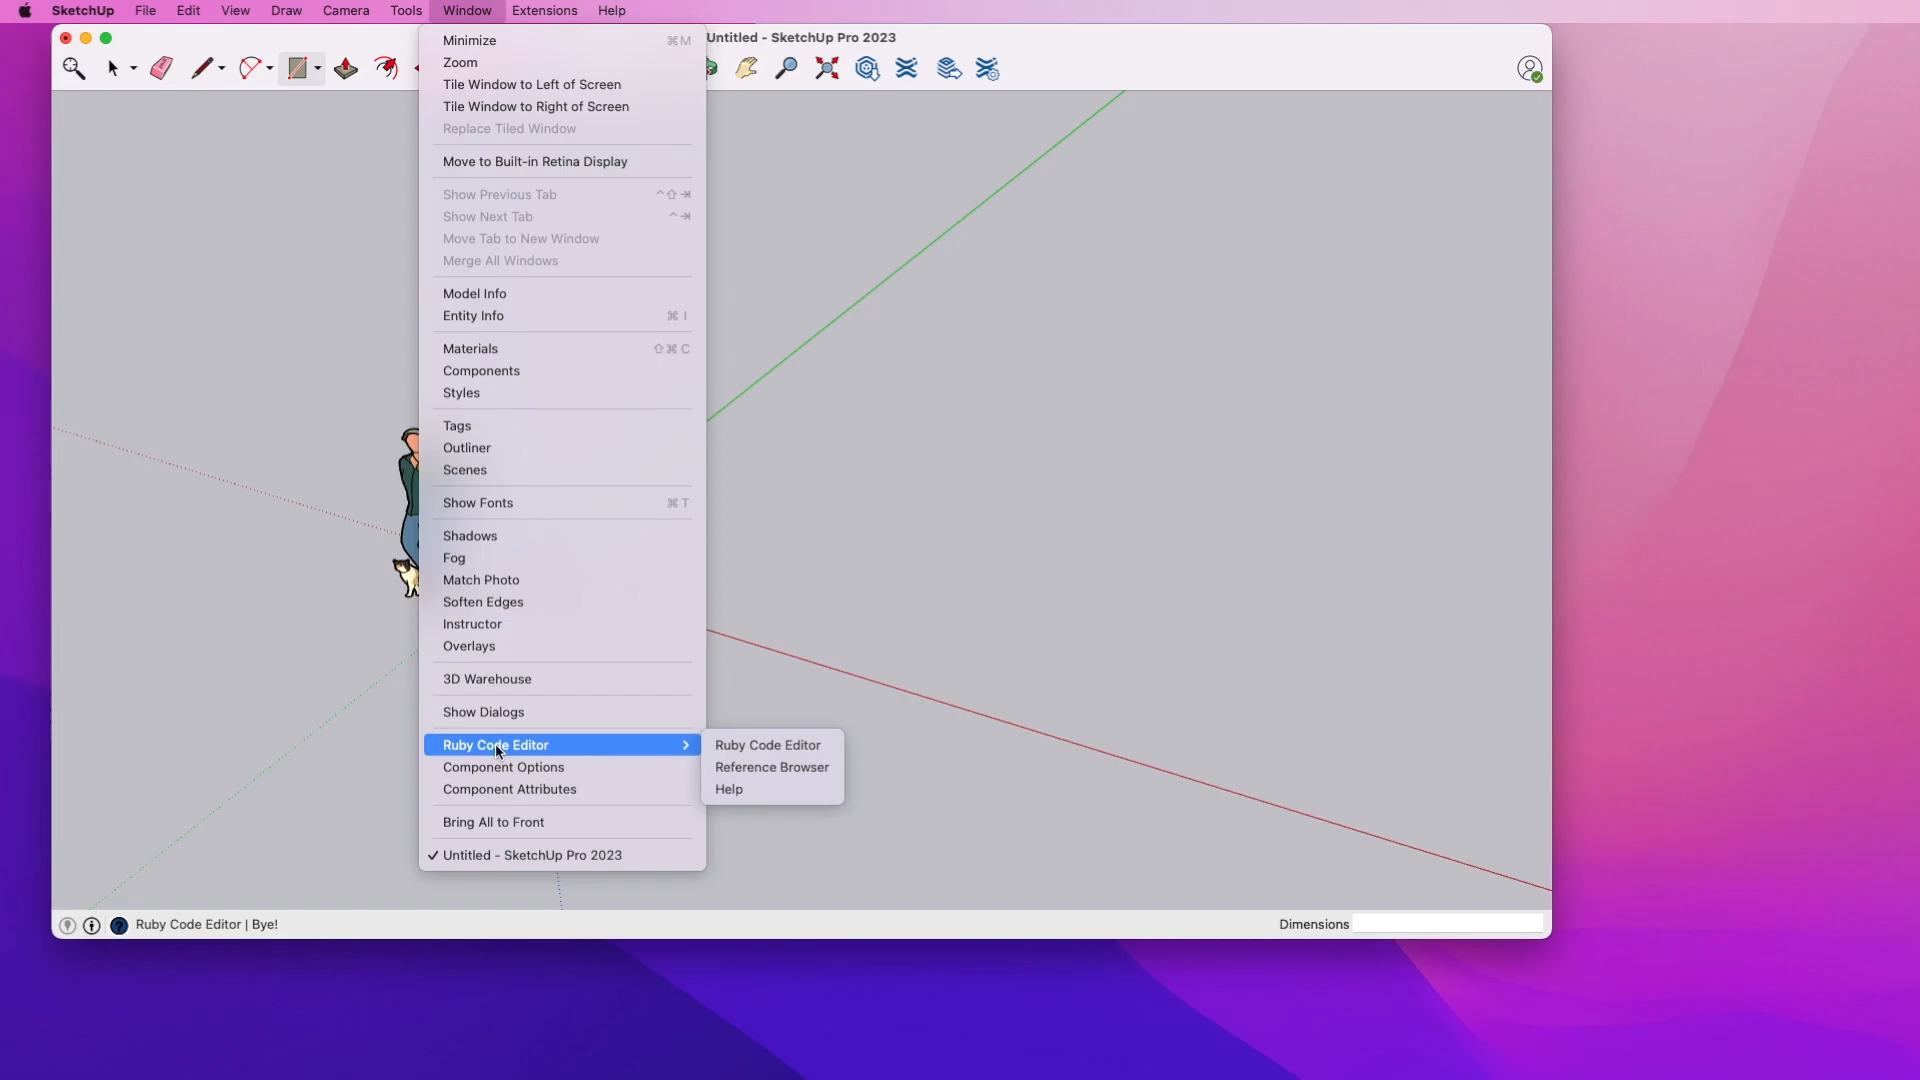 SketchUp File Edit View Draw Camera Tools Window Extensions Help
Untitled - SketchUp Pro 2023
Minimize ⌘M
Zoom
Tile Window to Left of Screen
Tile Window to Right of Screen
Replace Tiled Window
Move to Built-in Retina Display
Show Previous Tab ^⇧⇥
Show Next Tab ^⇥
Move Tab to New Window
Merge All Windows
Model Info
Entity Info ⌘I
Materials ⇧⌘C
Components
Styles
Tags
Outliner
Scenes
Show Fonts ⌘T
Shadows
Fog
Match Photo
Soften Edges
Instructor
Overlays
3D Warehouse
Show Dialogs
Ruby Code Editor
Component Options
Component Attributes
Bring All to Front
✓ Untitled - SketchUp Pro 2023
Ruby Code Editor
Reference Browser
Help
Ruby Code Editor | Bye!
Dimensions